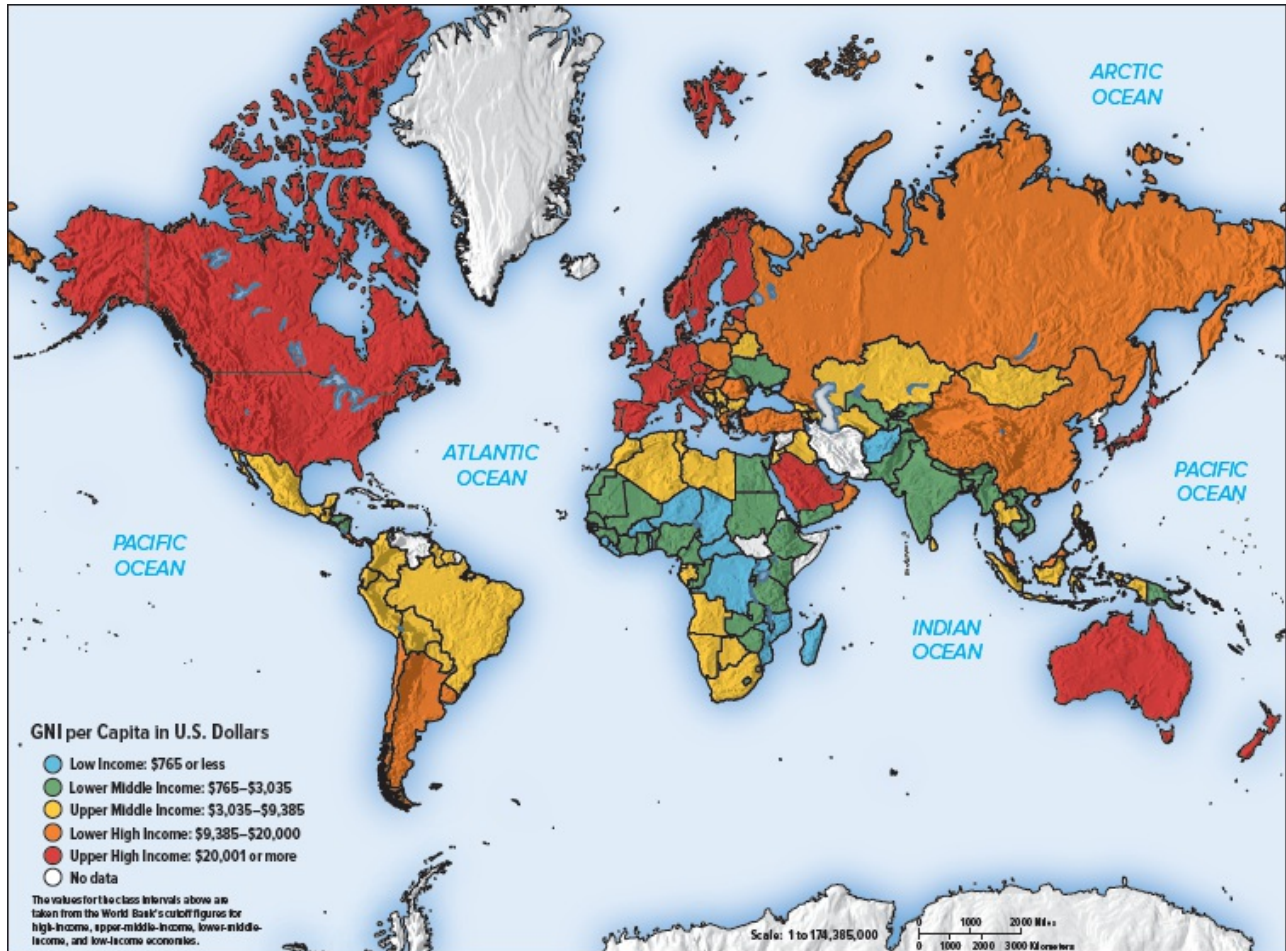 ARCTIC
OCEAN
ATLANTIC
OCEAN
PACIFIC
OCEAN
PACIFIC
OCEAN
INDIAN
OCEAN
GNI per Capita in U.S. Dollars
Low Income: $765 or less
Lower Middle Income: $765–$3,035
Upper Middle Income: $3,035–$9,385
Lower High Income: $9,385–$20,000
Upper High Income: $20,001 or more
No data
The values for the class intervals above are
taken from the World Bank's cutoff figures for
high-income, upper-middle-income, lower-middle-
income, and low-income economies.
Scale: 1 to 174,385,000
0 1000 2000 Miles
0 1000 2000 3000 Kilometers